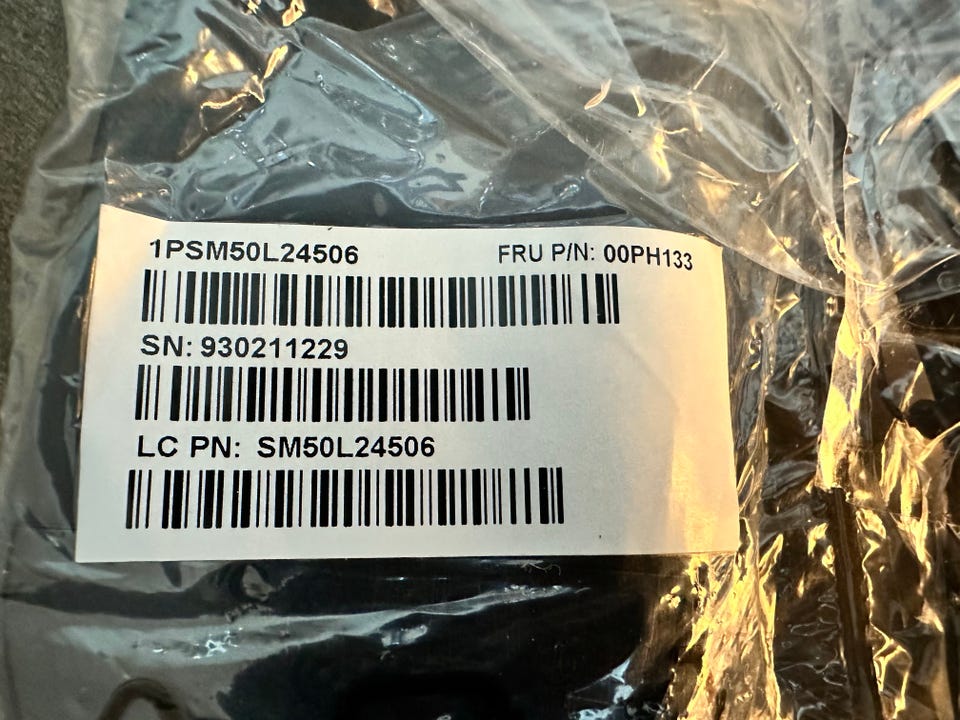 1PSM50L24506 FRU P/N: 00PH133
SN: 930211229
LC PN: SM50L24506